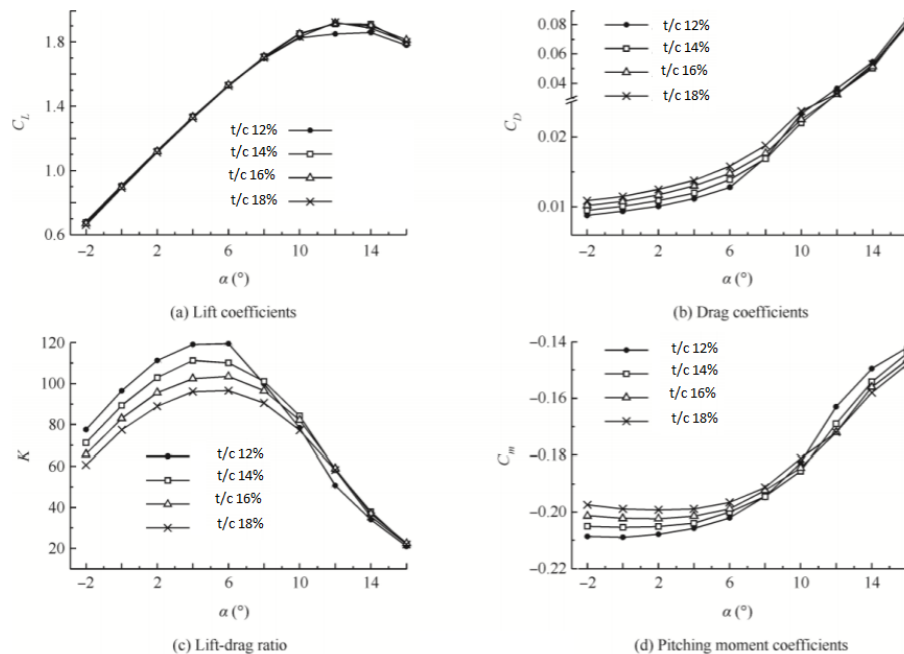 1.8
1.4
1.0
0.6
C_L
t/c 12%
t/c 14%
t/c 16%
t/c 18%
−2 2 6 10 14
α (°)
(a) Lift coefficients
0.08
0.04
0.02
0.01
C_D
t/c 12%
t/c 14%
t/c 16%
t/c 18%
−2 2 6 10 14
α (°)
(b) Drag coefficients
120
100
80
60
40
20
K
t/c 12%
t/c 14%
t/c 16%
t/c 18%
−2 2 6 10 14
α (°)
(c) Lift-drag ratio
−0.14
−0.16
−0.18
−0.20
−0.22
C_m
t/c 12%
t/c 14%
t/c 16%
t/c 18%
−2 2 6 10 14
α (°)
(d) Pitching moment coefficients